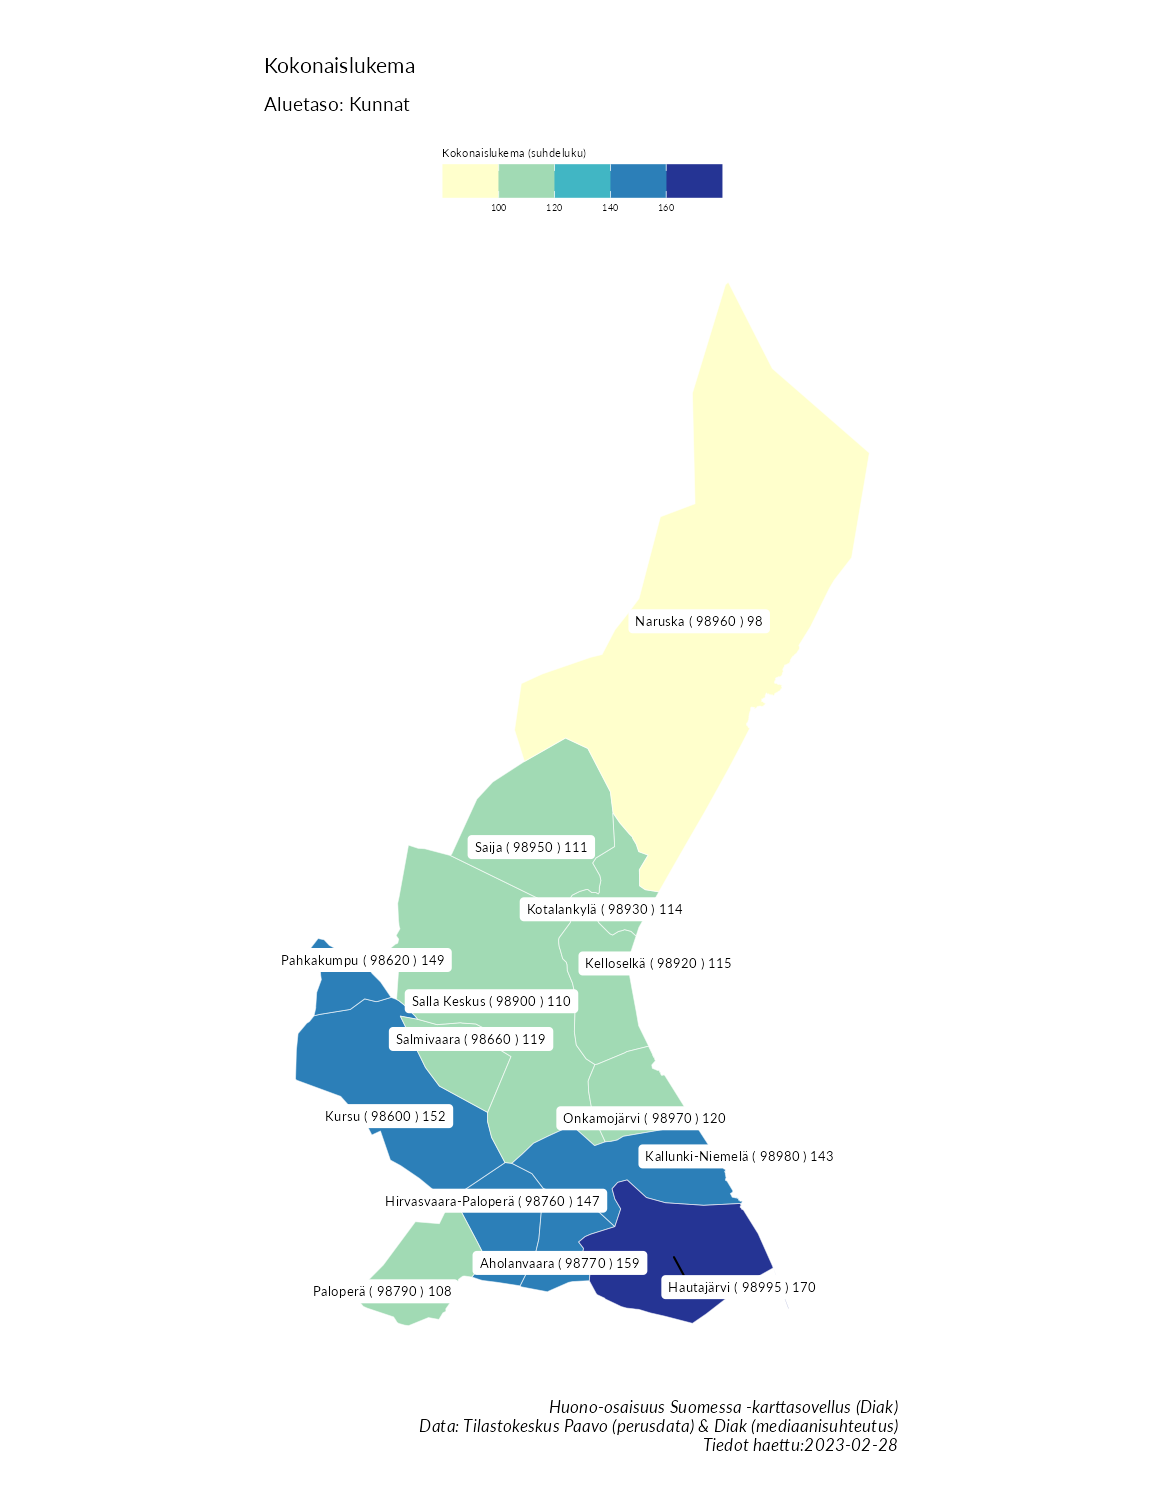 Kokonaislukema
Aluetaso: Kunnat
Kokonaislukema (suhdeluku)
100 120 140 160
Naruska ( 98960 ) 98
Saija ( 98950 ) 111
Kotalankylä ( 98930 ) 114
Pahkakumpu ( 98620 ) 149
Kelloselkä ( 98920 ) 115
Salla Keskus ( 98900 ) 110
Salmivaara ( 98660 ) 119
Kursu ( 98600 ) 152
Onkamojärvi ( 98970 ) 120
Kallunki-Niemelä ( 98980 ) 143
Hirvasvaara-Paloperä ( 98760 ) 147
Aholanvaara ( 98770 ) 159
Paloperä ( 98790 ) 108
Hautajärvi ( 98995 ) 170
Huono-osaisuus Suomessa -karttasovellus (Diak)
Data: Tilastokeskus Paavo (perusdata) & Diak (mediaanisuhteutus)
Tiedot haettu:2023-02-28